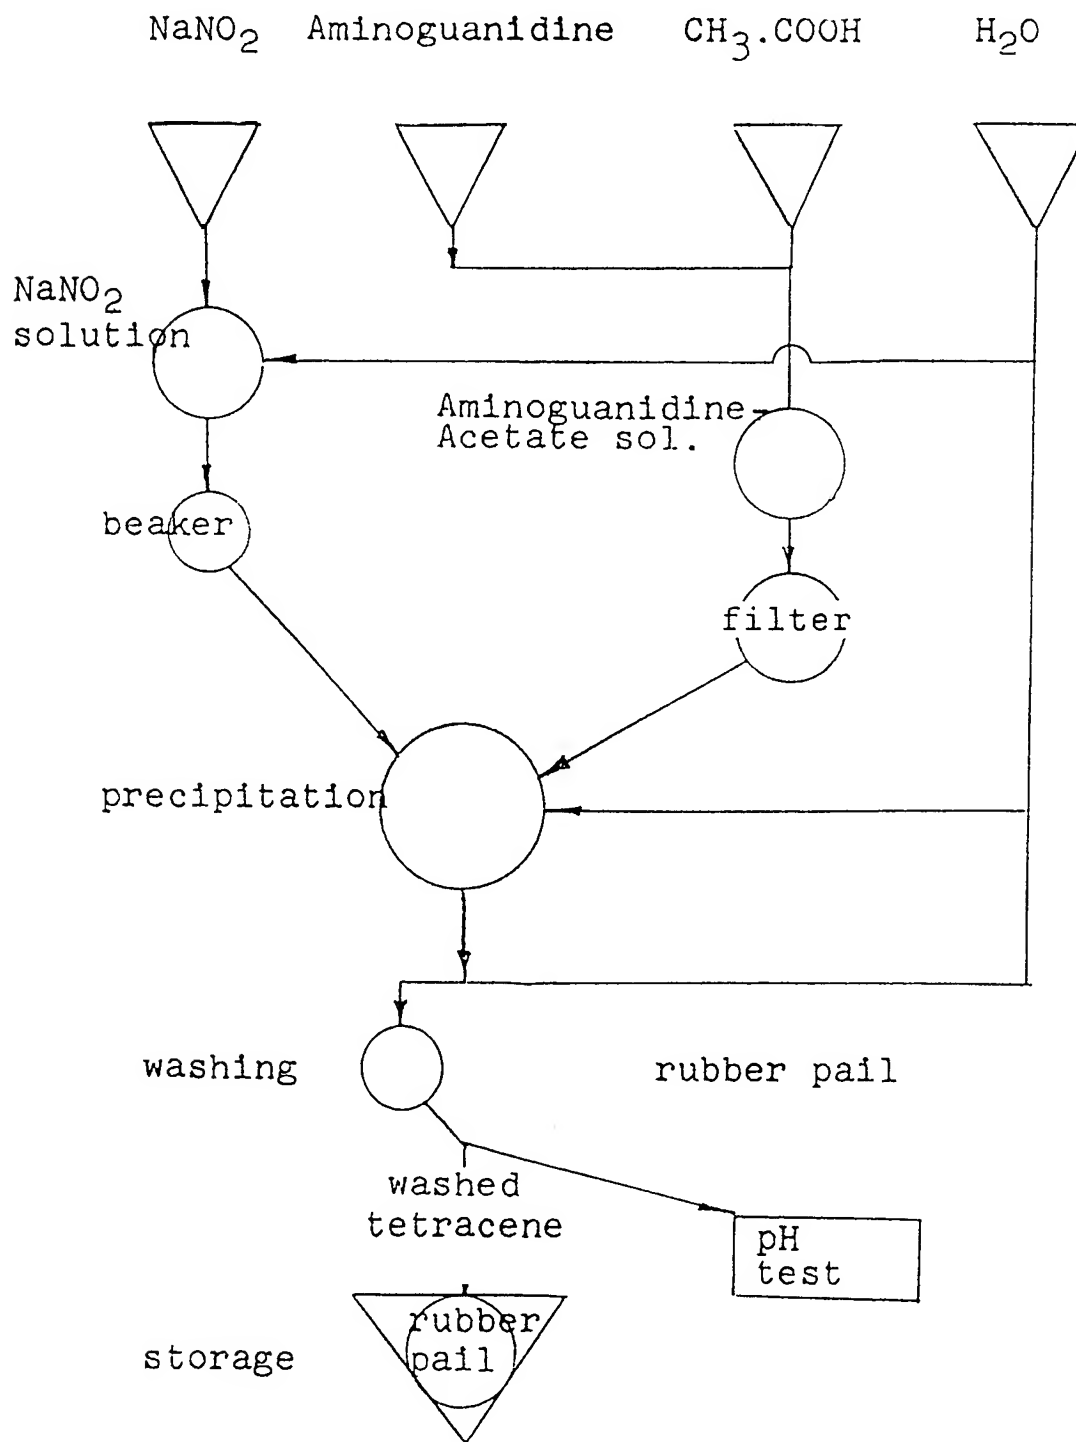 NaNO2 Aminoguanidine CH3.COOH H2O
NaNO2
solution
Aminoguanidine
Acetate sol.
beaker
filter
precipitation
washing
rubber pail
washed
tetracene
pH
test
rubber
pail
storage